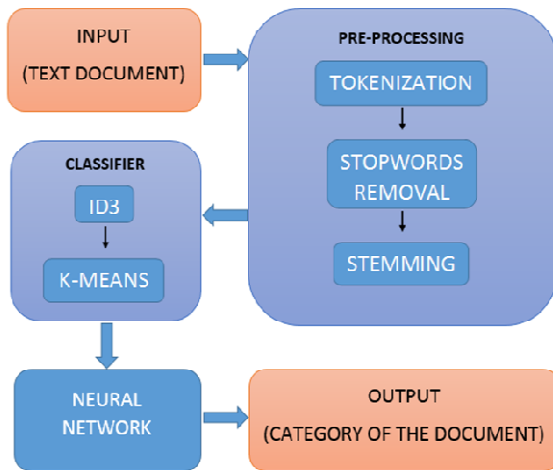 INPUT
(TEXT DOCUMENT)
PRE-PROCESSING
TOKENIZATION
STOPWORDS
REMOVAL
STEMMING
CLASSIFIER
ID3
K-MEANS
NEURAL
NETWORK
OUTPUT
(CATEGORY OF THE DOCUMENT)